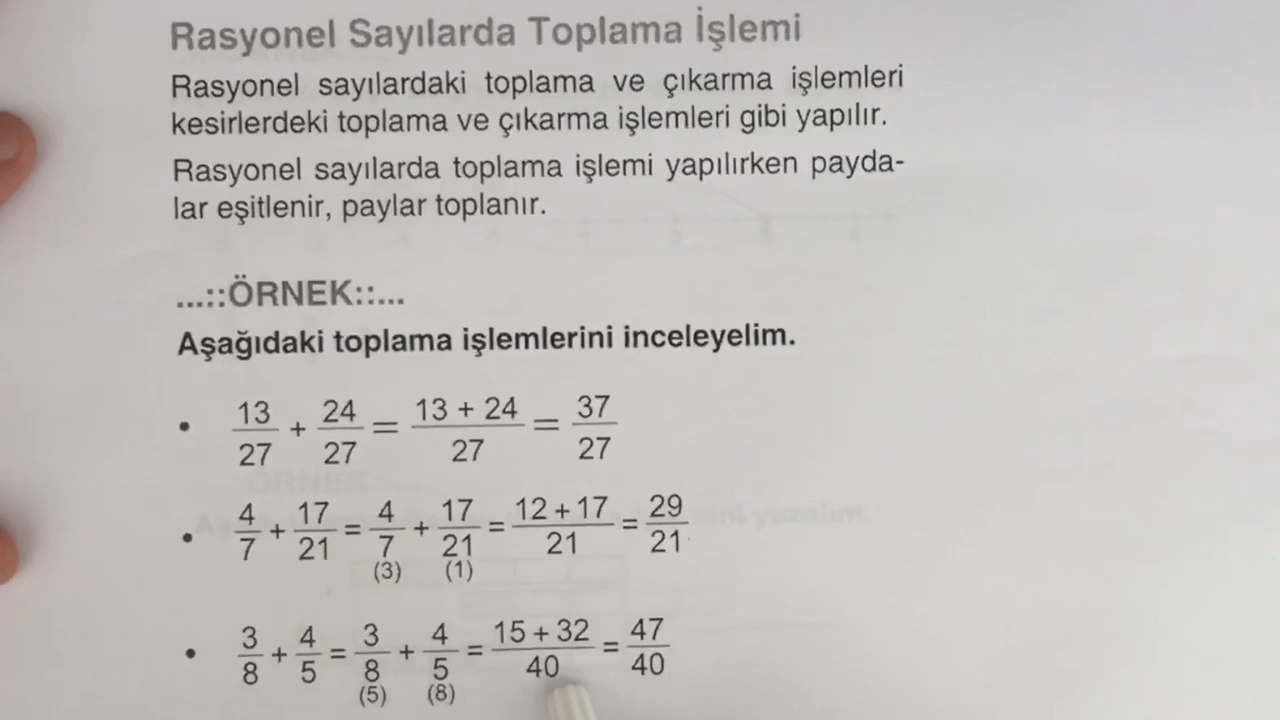 Rasyonel Sayılarda Toplama İşlemi
Rasyonel sayılardaki toplama ve çıkarma işlemleri
kesirlerdeki toplama ve çıkarma işlemleri gibi yapılır.
Rasyonel sayılarda toplama işlemi yapılırken payda-
lar eşitlenir, paylar toplanır.
...::ÖRNEK::...
Aşağıdaki toplama işlemlerini inceleyelim.
• 13/27 + 24/27 = 13 + 24/27 = 37/27
• 4/7 + 17/21 = 4/7 + 17/21 = 12 + 17/21 = 29/21
(3) (1)
• 3/8 + 4/5 = 3/8 + 4/5 = 15 + 32/40 = 47/40
(5) (8)